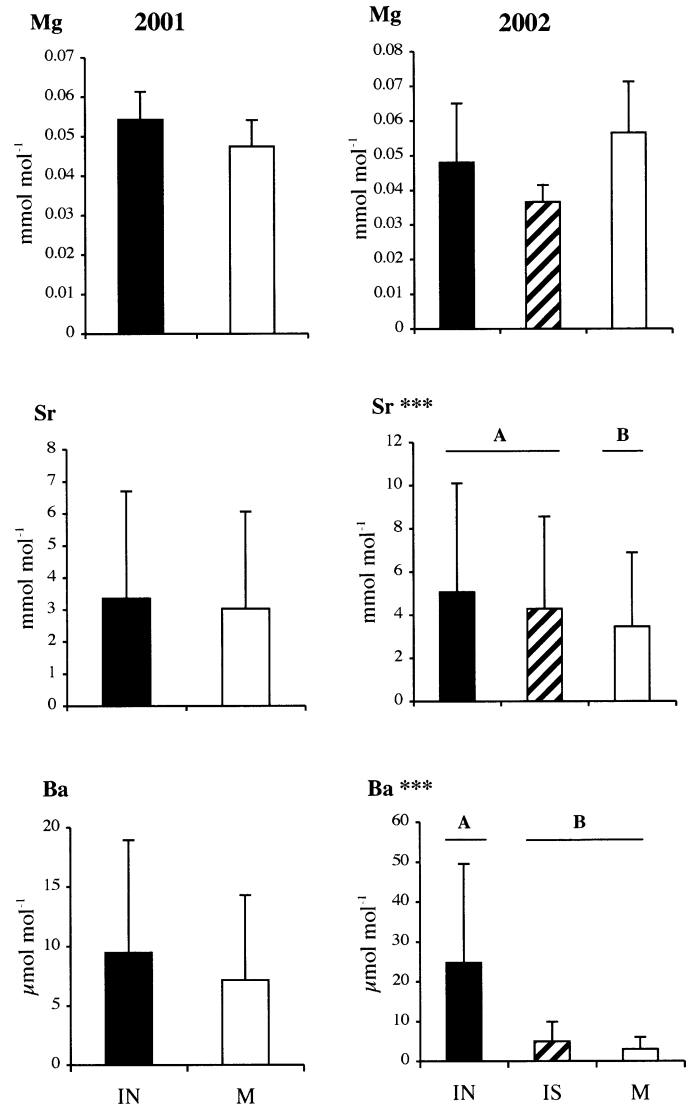 Mg 2001
0.07
0.06
0.05
0.04
0.03
0.02
0.01
0
mmol mol-1
Mg 2002
0.08
0.07
0.06
0.05
0.04
0.03
0.02
0.01
0
mmol mol-1
Sr
8
7
6
5
4
3
2
1
0
mmol mol-1
Sr ***
A B
12
10
8
6
4
2
0
mmol mol-1
Ba
20
15
10
5
0
µmol mol-1
IN M
Ba ***
A B
60
50
40
30
20
10
0
µmol mol-1
IN IS M